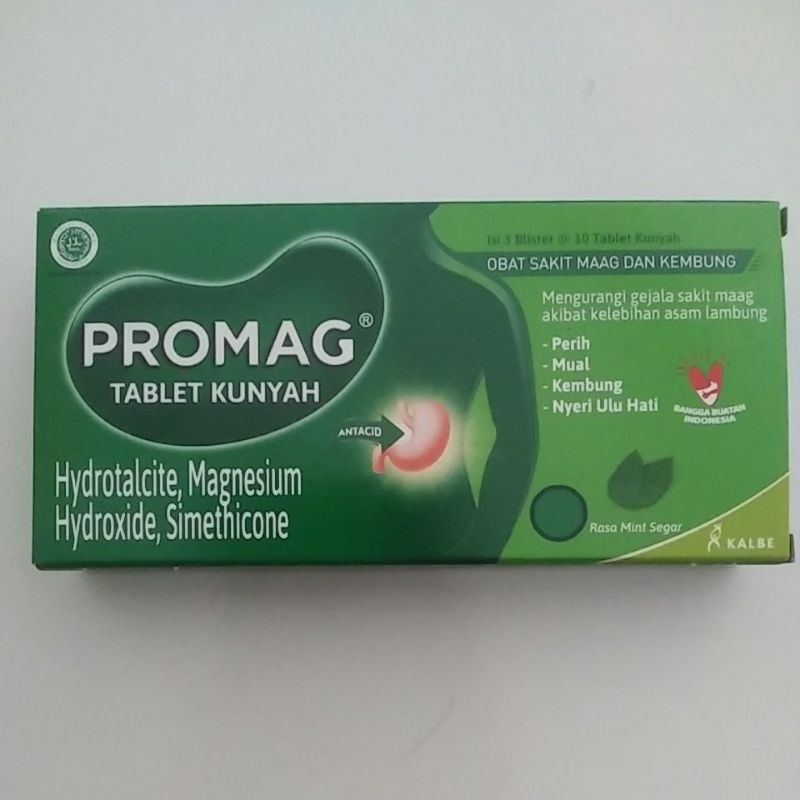 PROMAG®
TABLET KUNYAH
ANTACID
Hydrotalcite, Magnesium
Hydroxide, Simethicone
Isi 3 Blister @ 10 Tablet Kunyah
OBAT SAKIT MAAG DAN KEMBUNG
Mengurangi gejala sakit maag
akibat kelebihan asam lambung
- Perih
- Mual
- Kembung
- Nyeri Ulu Hati
BANGGA BUATAN
INDONESIA
Rasa Mint Segar
KALBE